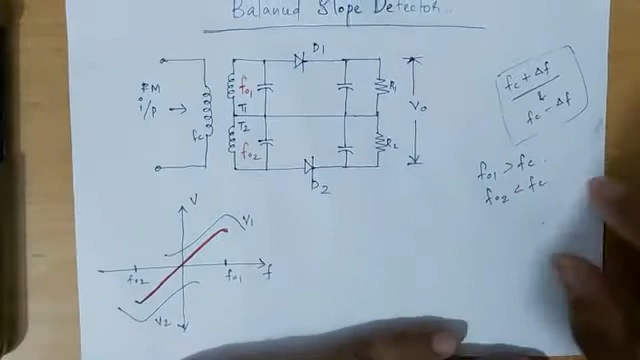 Balanced Slope Detector.
D1
FM
i/p →
fc
fo1
T1
T2
fo2
R1
R2
Vo
D2
fc + Δf
&
fc - Δf
fo1 > fc.
fo2 < fc
V
V1
fo2
fo1
f
V2